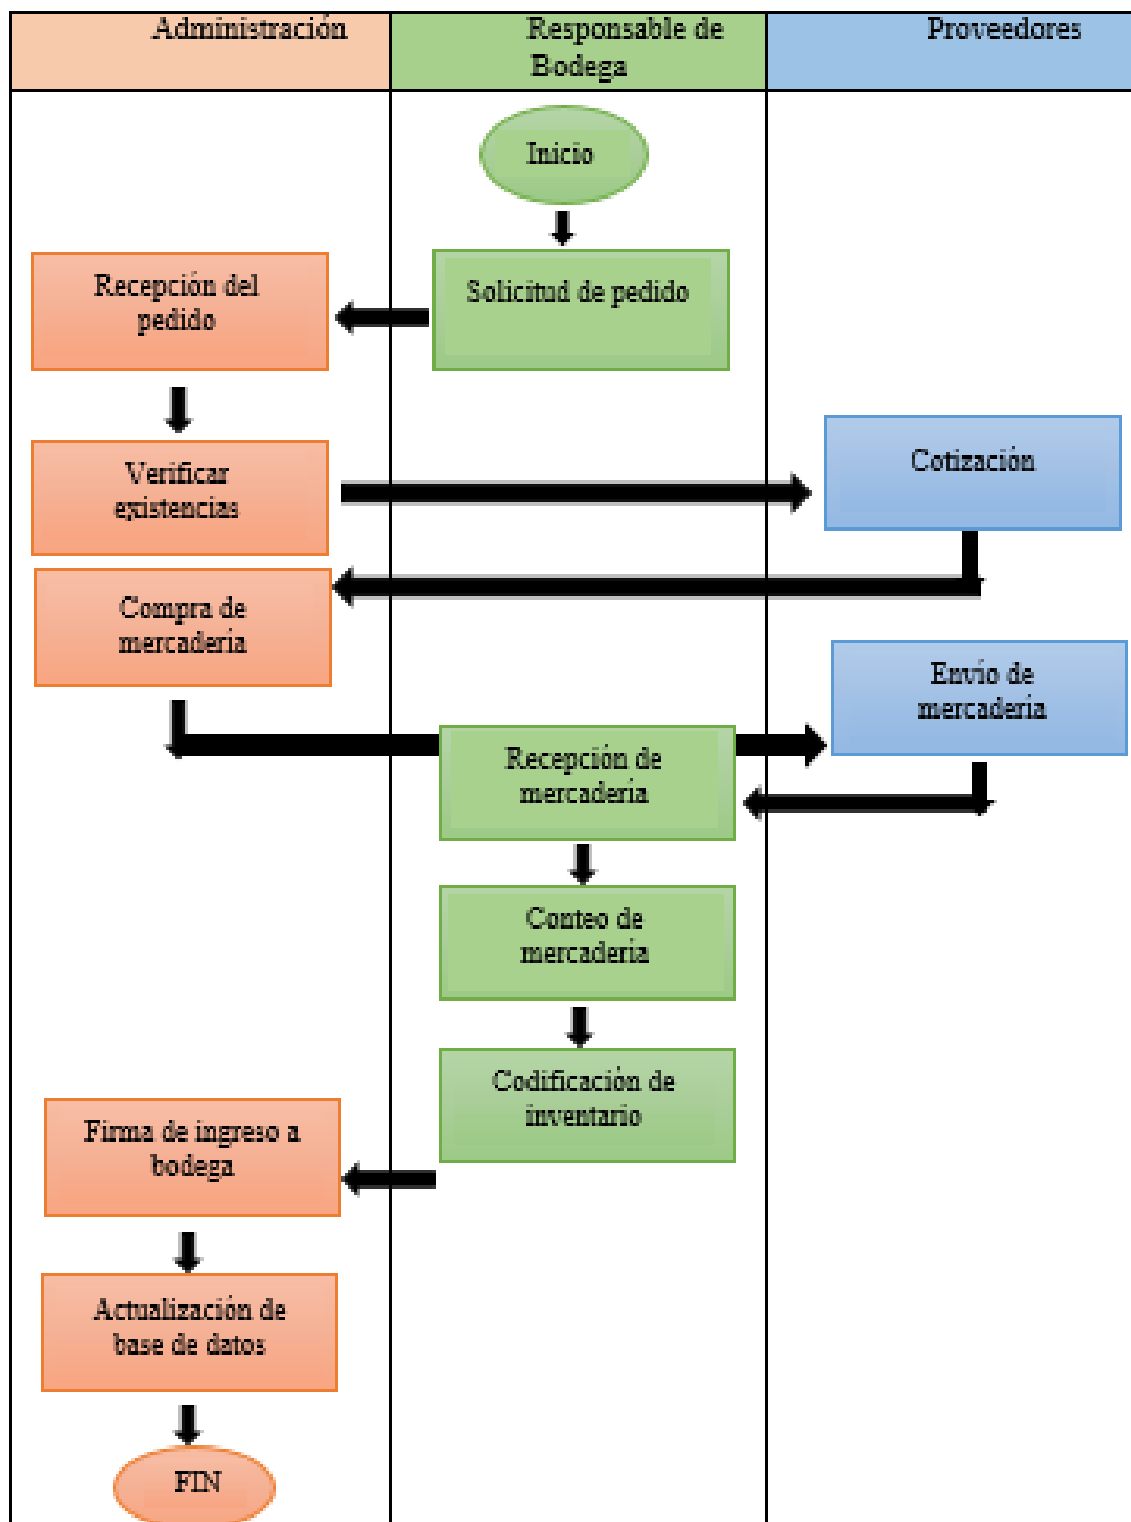 Administración
Responsable de
Bodega
Proveedores
Inicio
Solicitud de pedido
Recepción del
pedido
Verificar
existencias
Cotización
Compra de
mercaderia
Envio de
mercaderia
Recepción de
mercaderia
Conteo de
mercaderia
Codificación de
inventario
Firma de ingreso a
bodega
Actualización de
base de datos
FIN